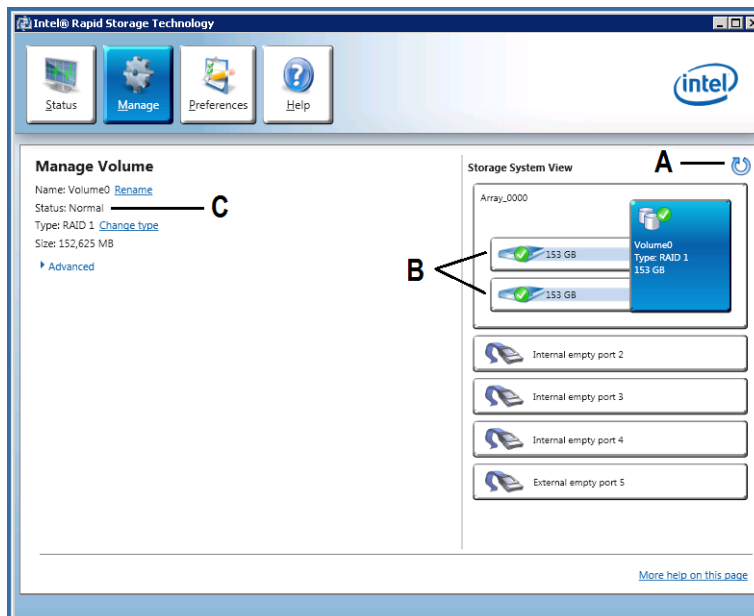 Intel® Rapid Storage Technology
Status
Manage
Preferences
Help
intel
Manage Volume
Name: Volume0 Rename
Status: Normal
Type: RAID 1 Change type
Size: 152,625 MB
Advanced
C
Storage System View
A
Array_0000
B
153 GB
153 GB
Volume0
Type: RAID 1
153 GB
Internal empty port 2
Internal empty port 3
Internal empty port 4
External empty port 5
More help on this page